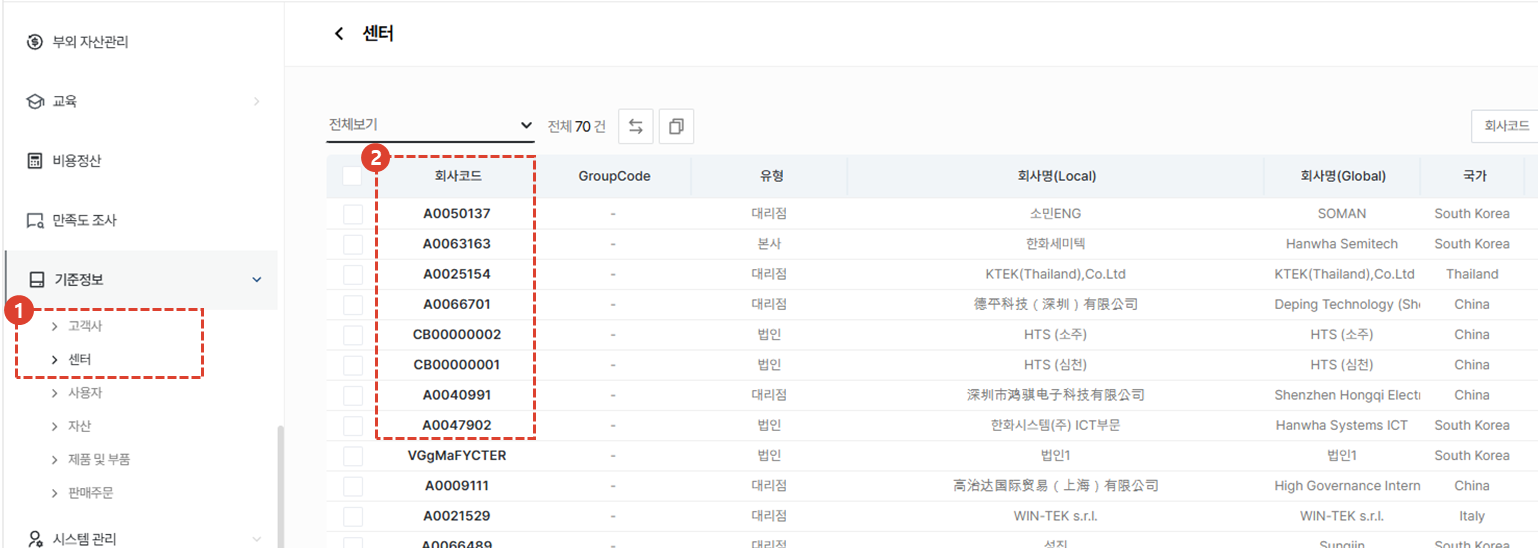 부외 자산관리
교육
비용정산
만족도 조사
기준정보
1
고객사
센터
사용자
자산
제품 및 부품
판매주문
시스템 관리
센터
전체보기 전체 70 건 회사코드
2
회사코드 GroupCode 유형 회사명(Local) 회사명(Global) 국가
A0050137 - 대리점 소민ENG SOMAN South Korea
A0063163 - 본사 한화세미텍 Hanwha Semitech South Korea
A0025154 - 대리점 KTEK(Thailand),Co.Ltd KTEK(Thailand),Co.Ltd Thailand
A0066701 - 대리점 德平科技（深圳）有限公司 Deping Technology (She China
CB00000002 - 법인 HTS (소주) HTS (소주) China
CB00000001 - 법인 HTS (심천) HTS (심천) China
A0040991 - 대리점 深圳市鸿骐电子科技有限公司 Shenzhen Hongqi Electr China
A0047902 - 법인 한화시스템(주) ICT부문 Hanwha Systems ICT South Korea
VGgMaFYCTER - 법인 법인1 법인1 South Korea
A0009111 - 대리점 高治达国际贸易（上海）有限公司 High Governance Intern China
A0021529 - 대리점 WIN-TEK s.r.l. WIN-TEK s.r.l. Italy
A0066489 - 대리점 성진 Sungjin South Korea